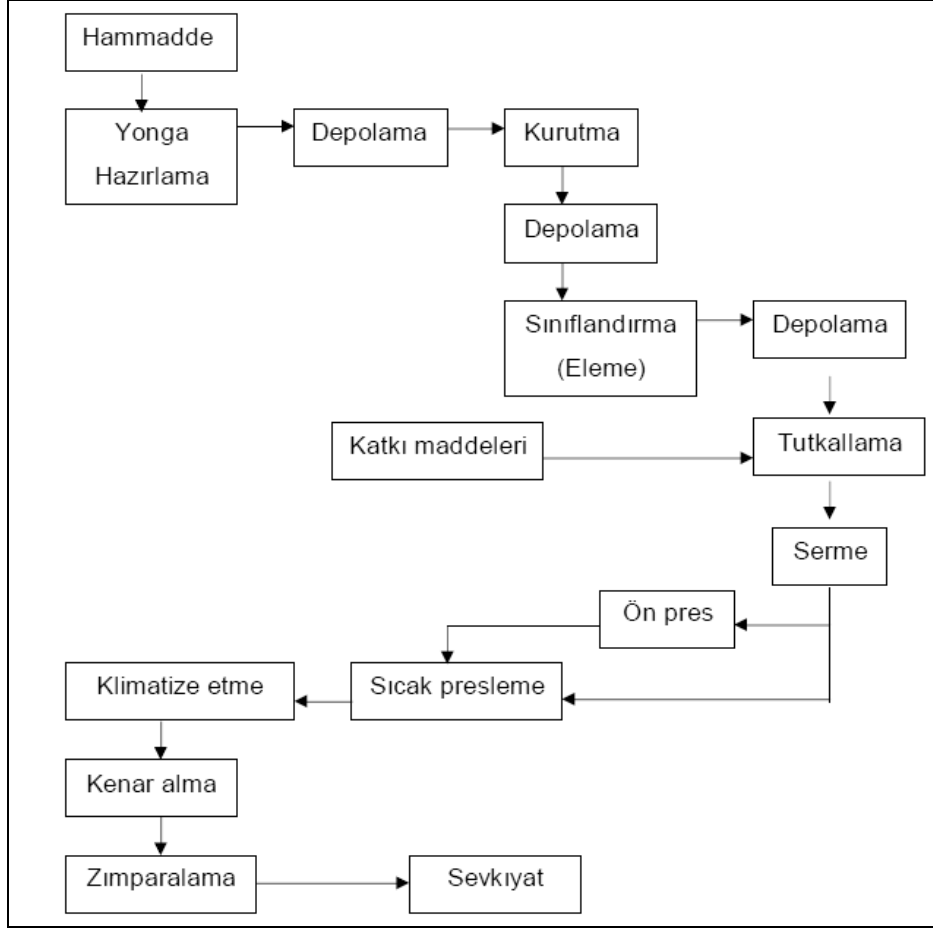 Hammadde
Yonga
Hazırlama
Depolama
Kurutma
Depolama
Sınıflandırma
(Eleme)
Depolama
Katkı maddeleri
Tutkallama
Serme
Ön pres
Sıcak presleme
Klimatize etme
Kenar alma
Zımparalama
Sevkıyat